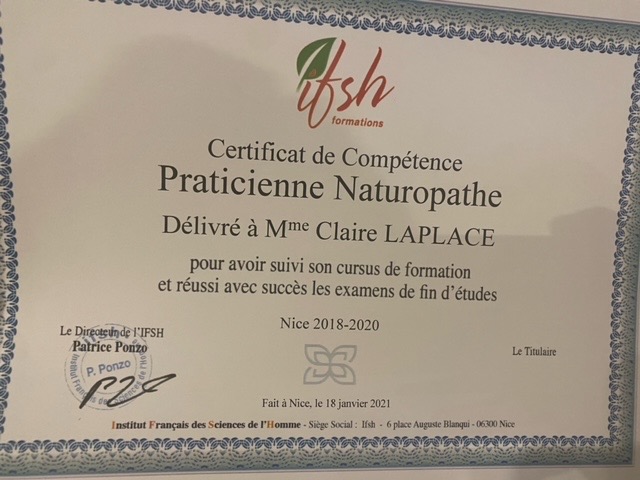 ifsh
formations
Certificat de Compétence
Praticienne Naturopathe
Délivré à Mme Claire LAPLACE
pour avoir suivi son cursus de formation
et réussi avec succès les examens de fin d'études
Nice 2018-2020
Le Directeur de l'IFSH
Patrice Ponzo
P. Ponzo
Le Titulaire
Fait à Nice, le 18 janvier 2021
Institut Français des Sciences de l'Homme - Siège Social : Ifsh - 6 place Auguste Blanqui - 06300 Nice